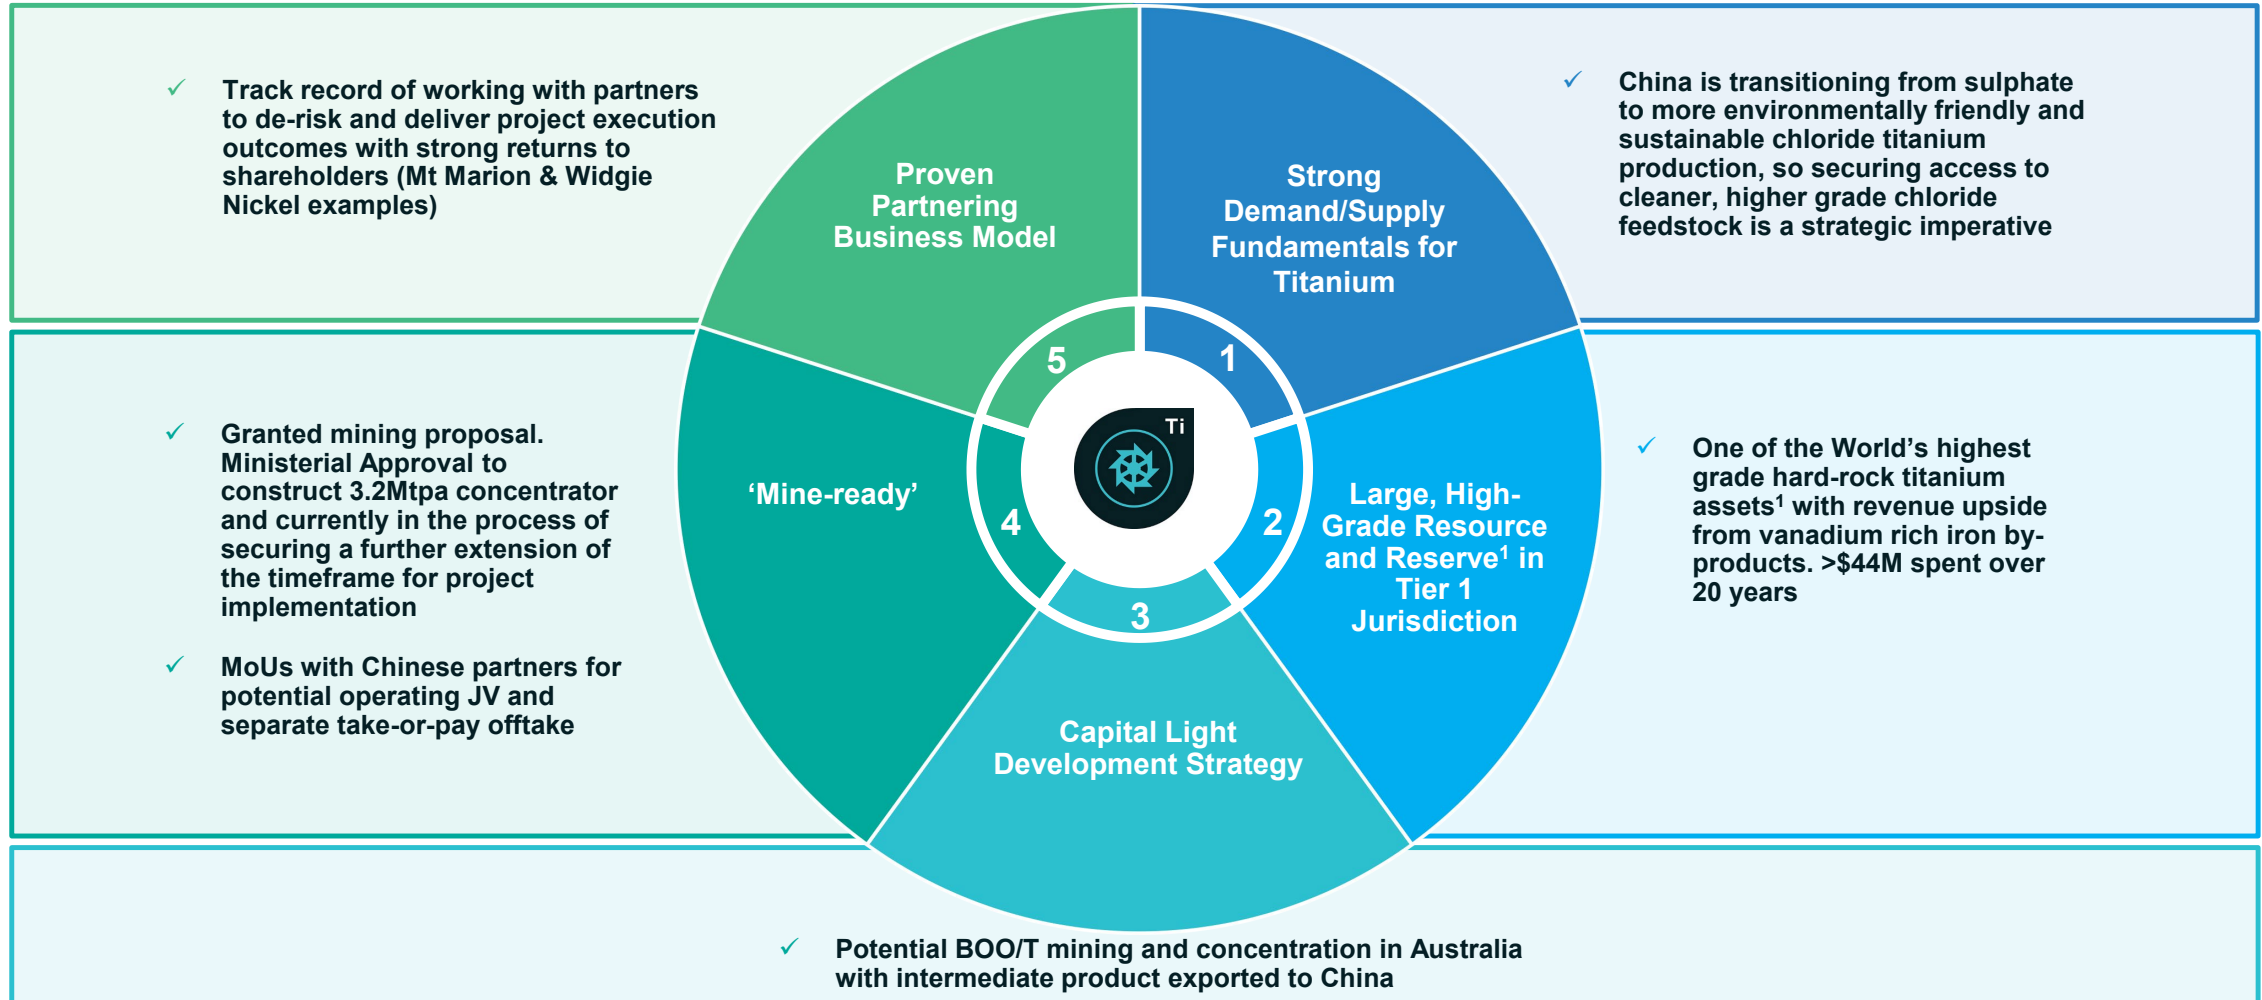 ✓ Track record of working with partners
to de-risk and deliver project execution
outcomes with strong returns to
shareholders (Mt Marion & Widgie
Nickel examples)
Proven
Partnering
Business Model
5
Strong
Demand/Supply
Fundamentals for
Titanium
1
✓ China is transitioning from sulphate
to more environmentally friendly and
sustainable chloride titanium
production, so securing access to
cleaner, higher grade chloride
feedstock is a strategic imperative
✓ Granted mining proposal.
Ministerial Approval to
construct 3.2Mtpa concentrator
and currently in the process of
securing a further extension of
the timeframe for project
implementation
✓ MoUs with Chinese partners for
potential operating JV and
separate take-or-pay offtake
‘Mine-ready’
4
Ti
2
Large, High-
Grade Resource
and Reserve¹ in
Tier 1
Jurisdiction
✓ One of the World’s highest
grade hard-rock titanium
assets¹ with revenue upside
from vanadium rich iron by-
products. >$44M spent over
20 years
3
Capital Light
Development Strategy
✓ Potential BOO/T mining and concentration in Australia
with intermediate product exported to China